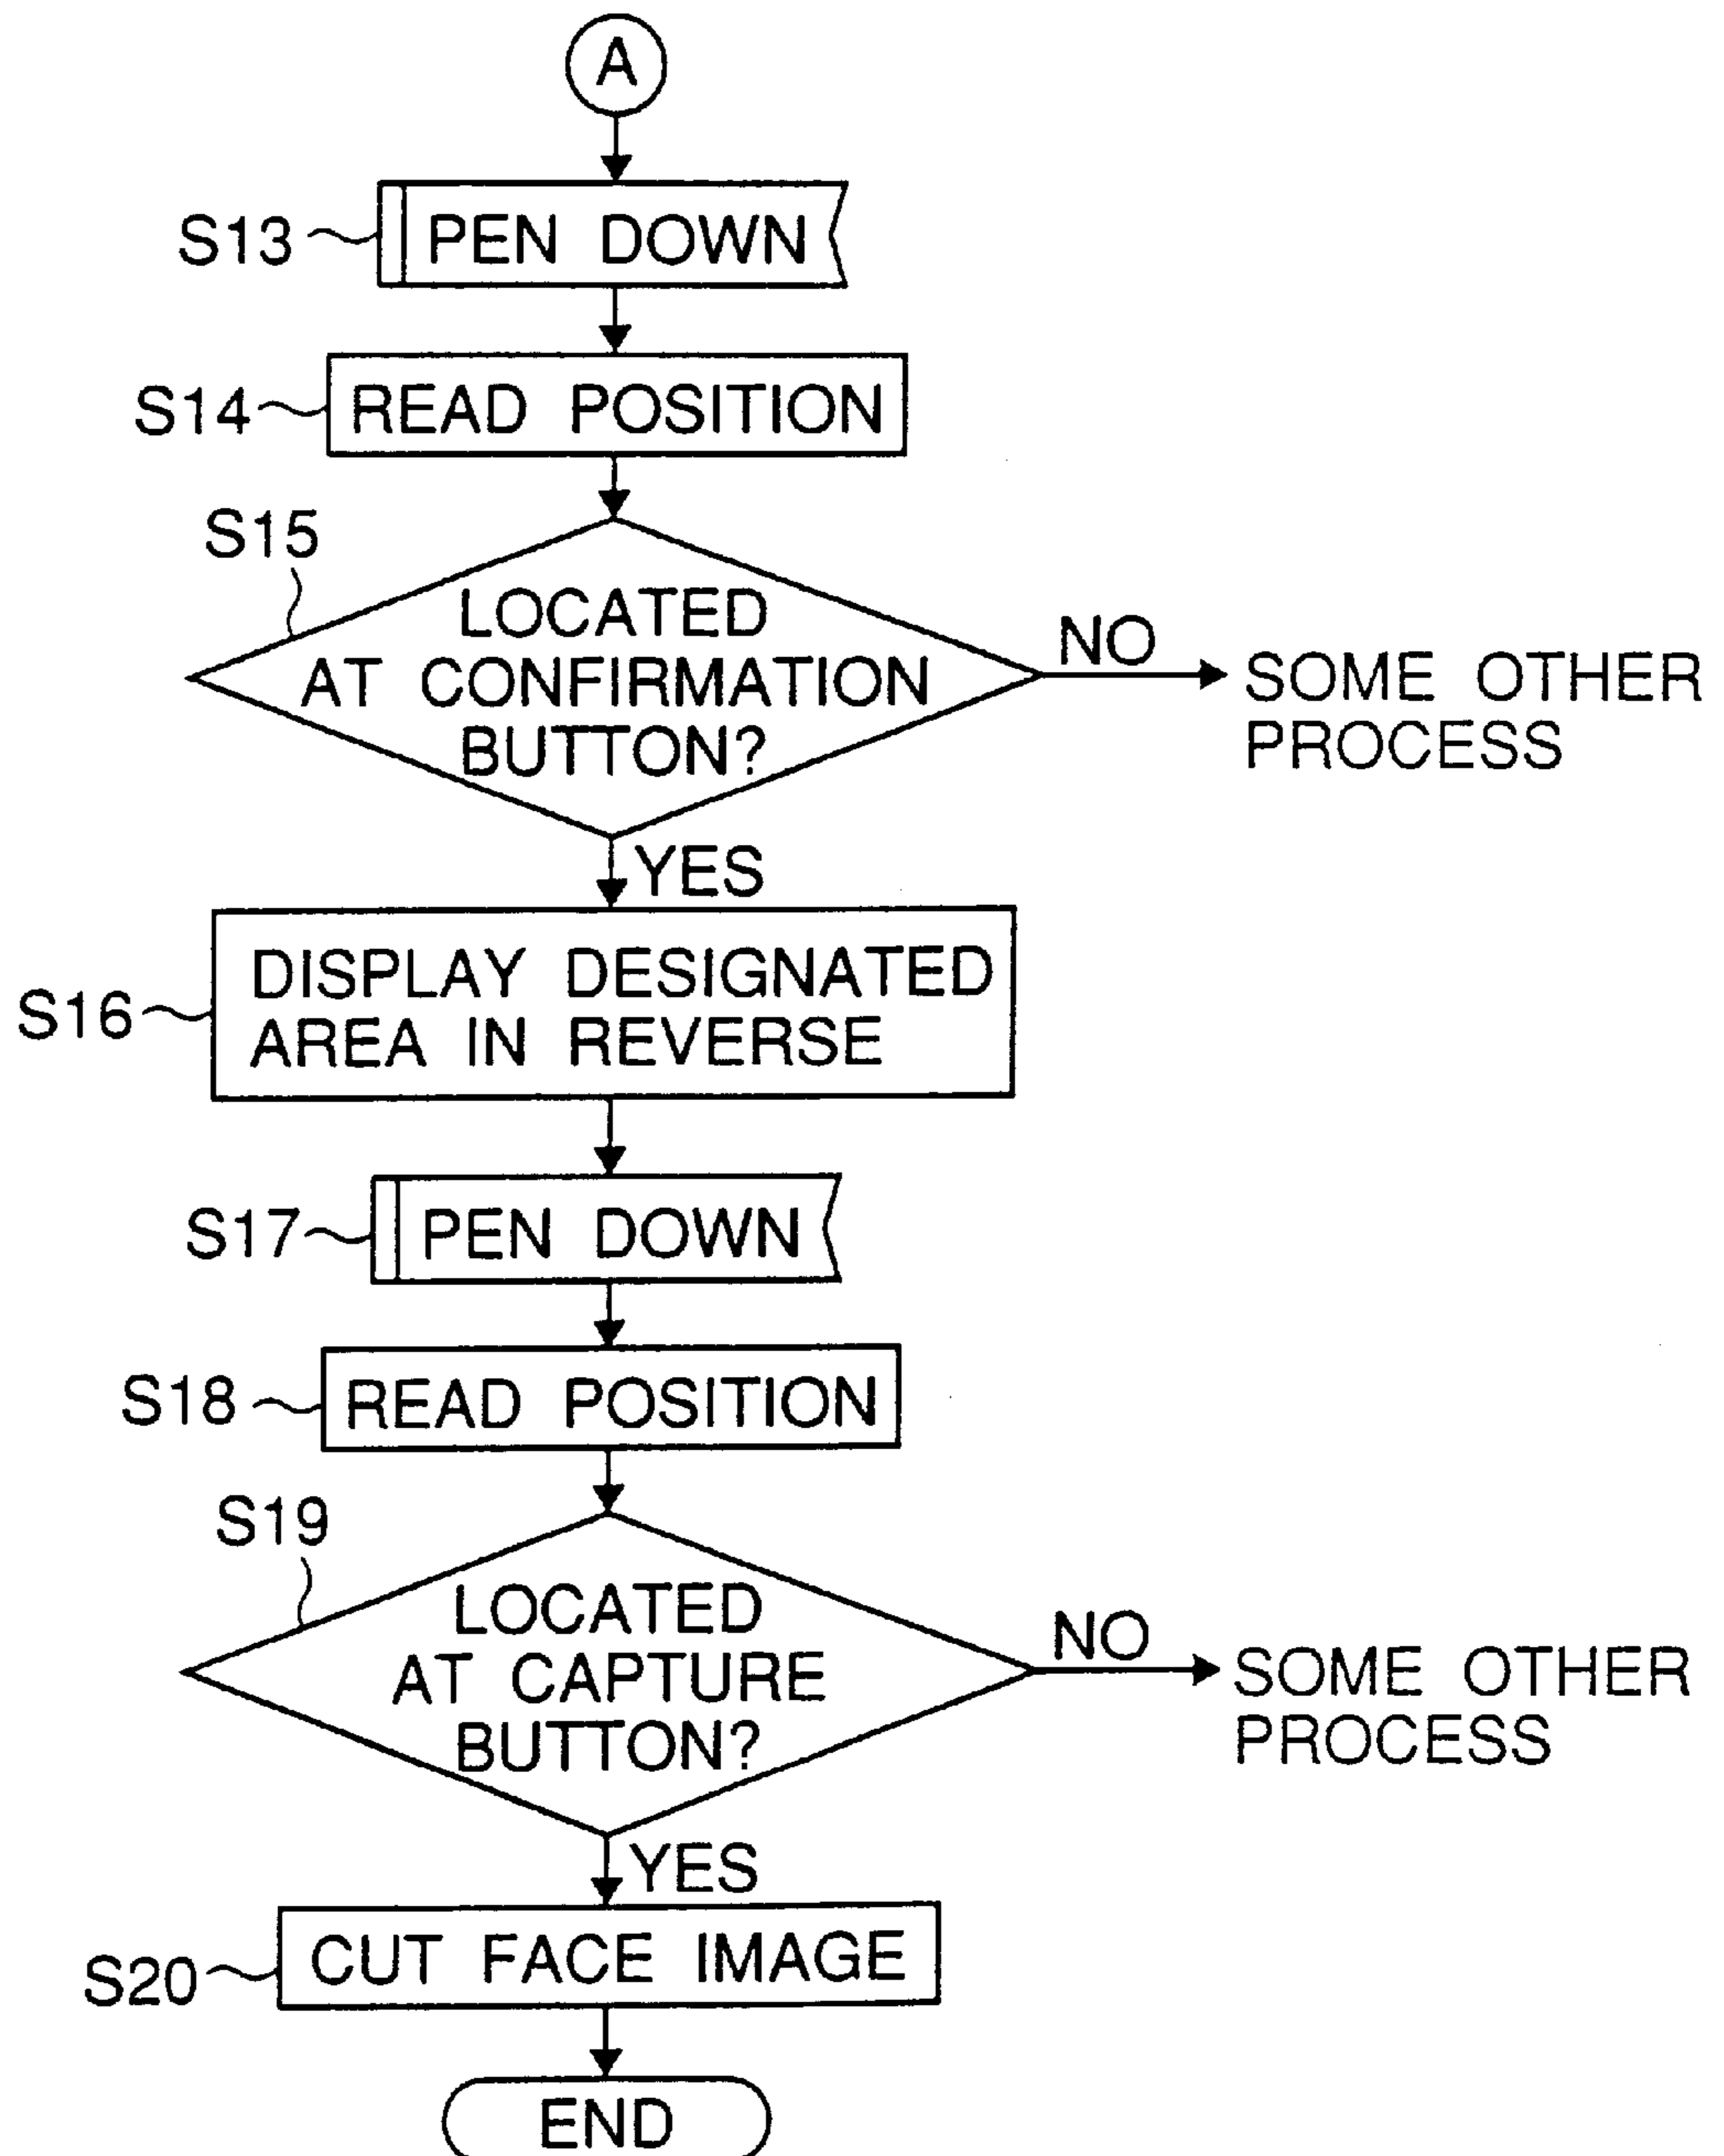 A
S13
PEN DOWN
S14
READ POSITION
S15
LOCATED
AT CONFIRMATION
BUTTON?
NO
SOME OTHER
PROCESS
YES
S16
DISPLAY DESIGNATED
AREA IN REVERSE
S17
PEN DOWN
S18
READ POSITION
S19
LOCATED
AT CAPTURE
BUTTON?
NO
SOME OTHER
PROCESS
YES
S20
CUT FACE IMAGE
END